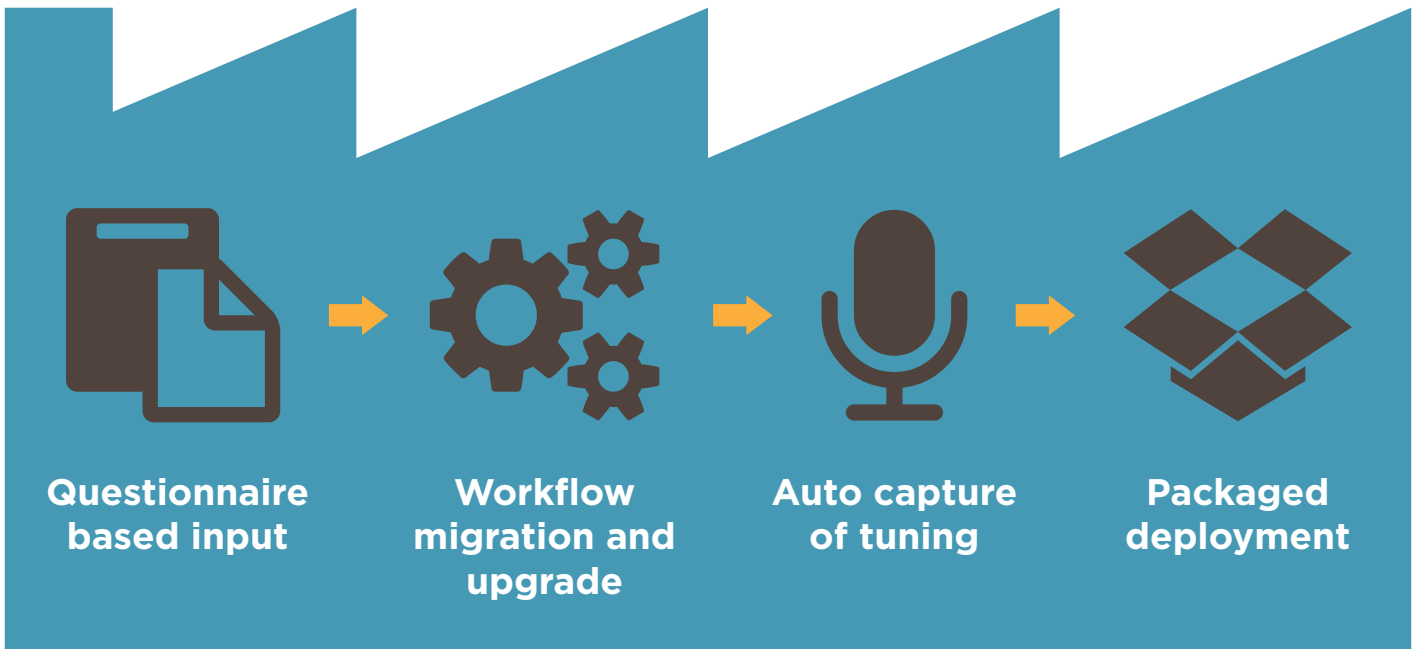 Questionnaire
based input
Workflow
migration and
upgrade
Auto capture
of tuning
Packaged
deployment